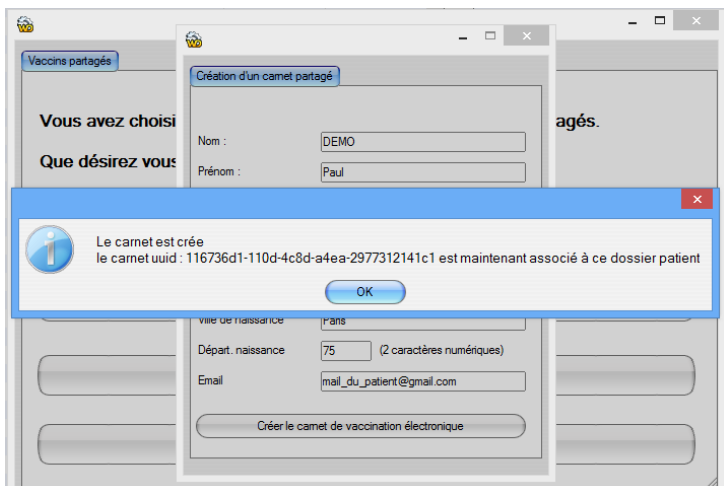 Vaccins partagés
Création d'un carnet partagé
Vous avez choisi
agés.
Nom :
DEMO
Que désirez vous
Prénom :
Paul
Le carnet est crée
le carnet uuid : 116736d1-110d-4c8d-a4ea-2977312141c1 est maintenant associé à ce dossier patient
OK
Ville de naissance
Paris
Départ. naissance
75
(2 caractères numériques)
Email
mail_du_patient@gmail.com
Créer le carnet de vaccination électronique